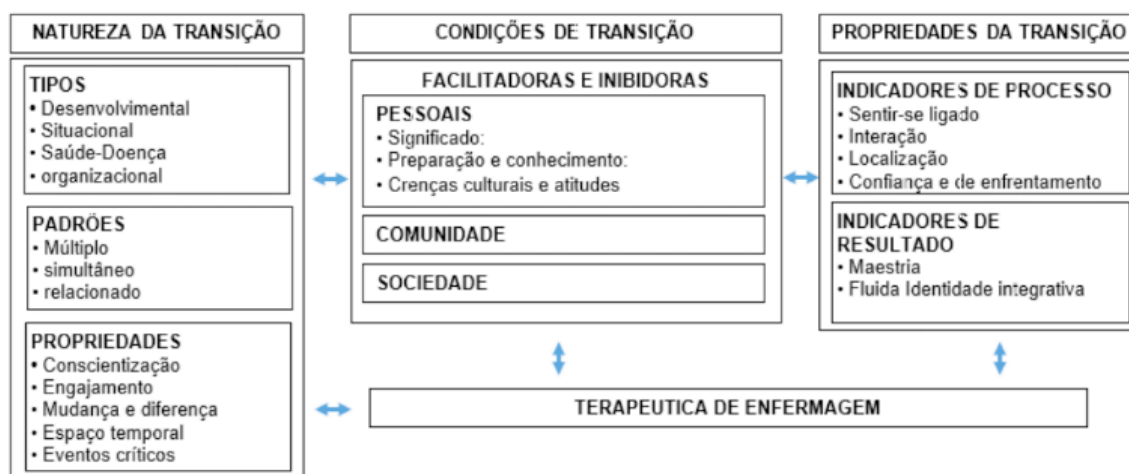 NATUREZA DA TRANSIÇÃO
TIPOS
• Desenvolvimental
• Situacional
• Saúde-Doença
• organizacional
PADRÕES
• Múltiplo
• simultâneo
• relacionado
PROPRIEDADES
• Conscientização
• Engajamento
• Mudança e diferença
• Espaço temporal
• Eventos críticos
CONDIÇÕES DE TRANSIÇÃO
FACILITADORAS E INIBIDORAS
PESSOAIS
• Significado:
• Preparação e conhecimento:
• Crenças culturais e atitudes
COMUNIDADE
SOCIEDADE
PROPRIEDADES DA TRANSIÇÃO
INDICADORES DE PROCESSO
• Sentir-se ligado
• Interação
• Localização
• Confiança e de enfrentamento
INDICADORES DE
RESULTADO
• Maestria
• Fluida Identidade integrativa
TERAPEUTICA DE ENFERMAGEM